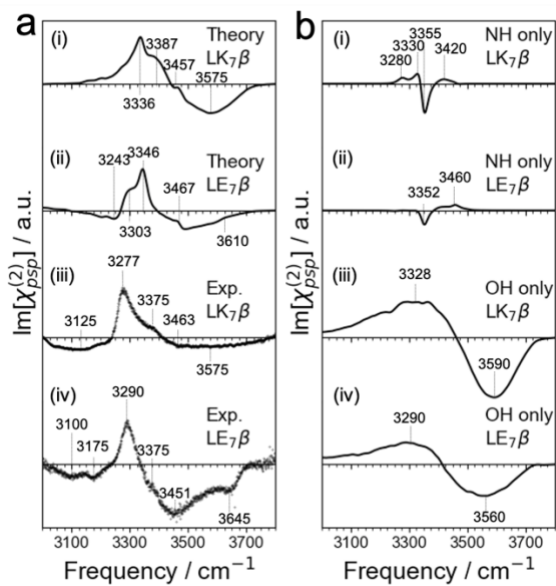 a
(i)
Theory
LK7β
3387
3457
3575
3336
(ii)
Theory
LE7β
3243
3346
3467
3303
3610
(iii)
Exp.
LK7β
3277
3375
3463
3125
3575
(iv)
Exp.
LE7β
3290
3100
3175
3375
3451
3645
Im[χ(2)psp] / a.u.
3100 3300 3500 3700
Frequency / cm−1
b
(i)
NH only
LK7β
3355
3330
3280
3420
(ii)
NH only
LE7β
3460
3352
(iii)
OH only
LK7β
3328
3590
(iv)
OH only
LE7β
3290
3560
Im[χ(2)psp] / a.u.
3100 3300 3500 3700
Frequency / cm−1